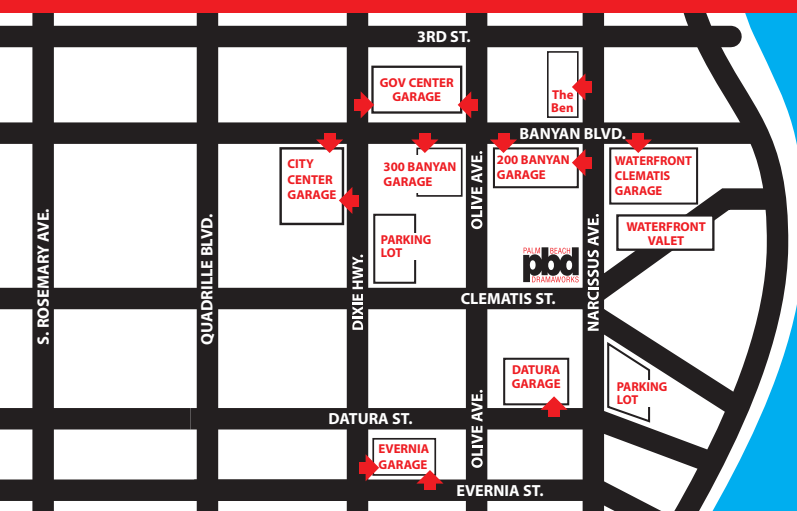 3RD ST.
GOV CENTER
GARAGE
The
Ben
BANYAN BLVD.
CITY
CENTER
GARAGE
300 BANYAN
GARAGE
OLIVE AVE.
200 BANYAN
GARAGE
WATERFRONT
CLEMATIS
GARAGE
S. ROSEMARY AVE.
QUADRILLE BLVD.
DIXIE HWY.
PARKING
LOT
PALM BEACH
pbd
DRAMAWORKS
NARCISSUS AVE.
WATERFRONT
VALET
CLEMATIS ST.
DATURA
GARAGE
PARKING
LOT
OLIVE AVE.
DATURA ST.
EVERNIA
GARAGE
EVERNIA ST.